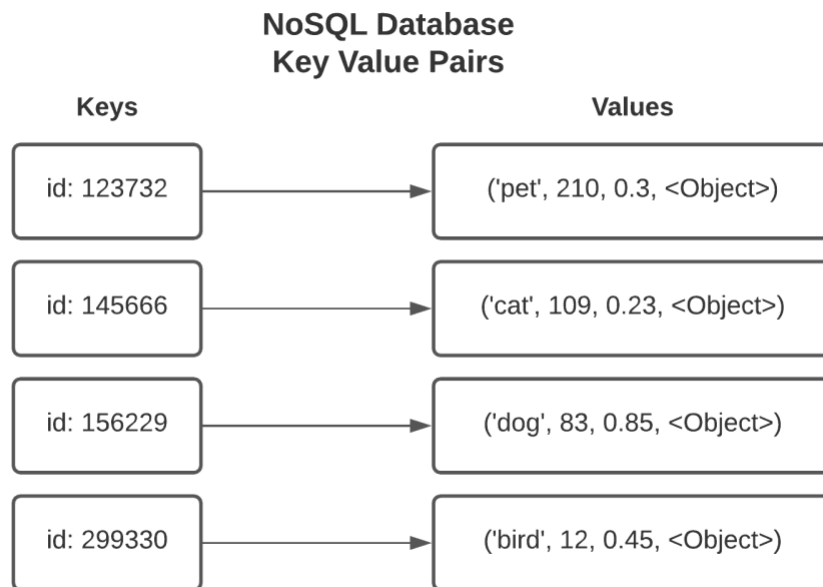 NoSQL Database
Key Value Pairs
Keys
Values
id: 123732
('pet', 210, 0.3, <Object>)
id: 145666
('cat', 109, 0.23, <Object>)
id: 156229
('dog', 83, 0.85, <Object>)
id: 299330
('bird', 12, 0.45, <Object>)